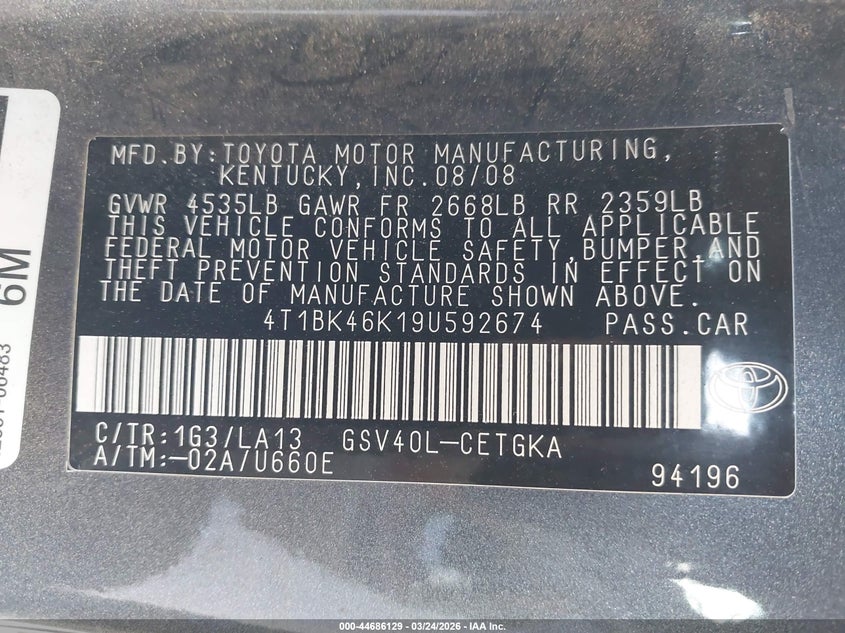 MFD.BY:TOYOTA MOTOR MANUFACTURING,
KENTUCKY,INC.08/08
GVWR 4535LB GAWR FR 2668LB RR 2359LB
THIS VEHICLE CONFORMS TO ALL APPLICABLE
FEDERAL MOTOR VEHICLE SAFETY,BUMPER,AND
THEFT PREVENTION STANDARDS IN EFFECT ON
THE DATE OF MANUFACTURE SHOWN ABOVE.
4T1BK46K19U592674 PASS.CAR
C/TR:1G3/LA13 GSV40L-CETGKA
A/TM:-02A/U660E 94196
6M
000-44686129 - 03/24/2026 - IAA Inc.